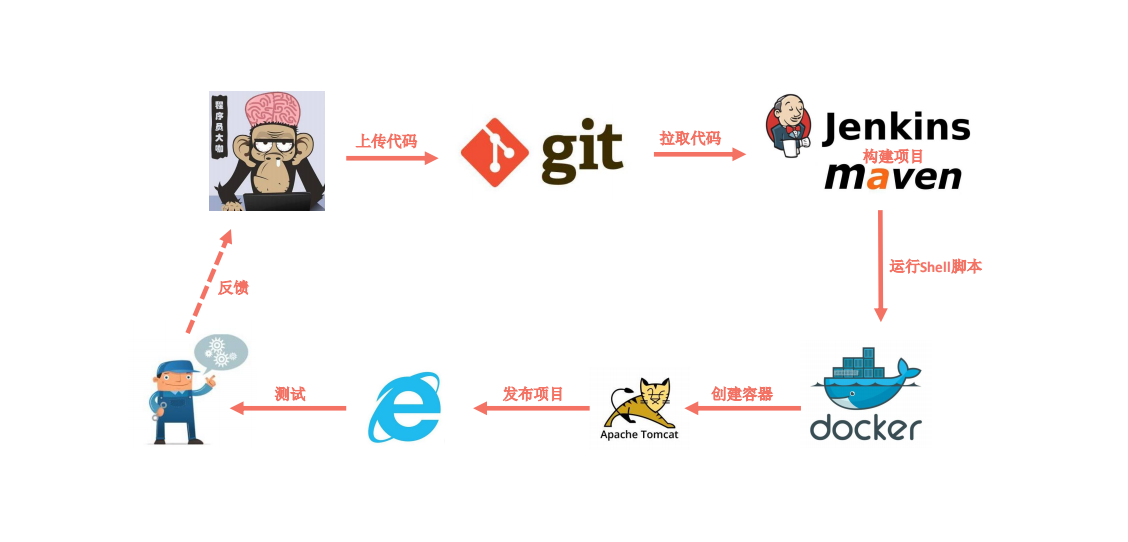 程序员大咖
上传代码
git
拉取代码
Jenkins
构建项目
maven
运行Shell脚本
反馈
测试
发布项目
Apache Tomcat
创建容器
docker